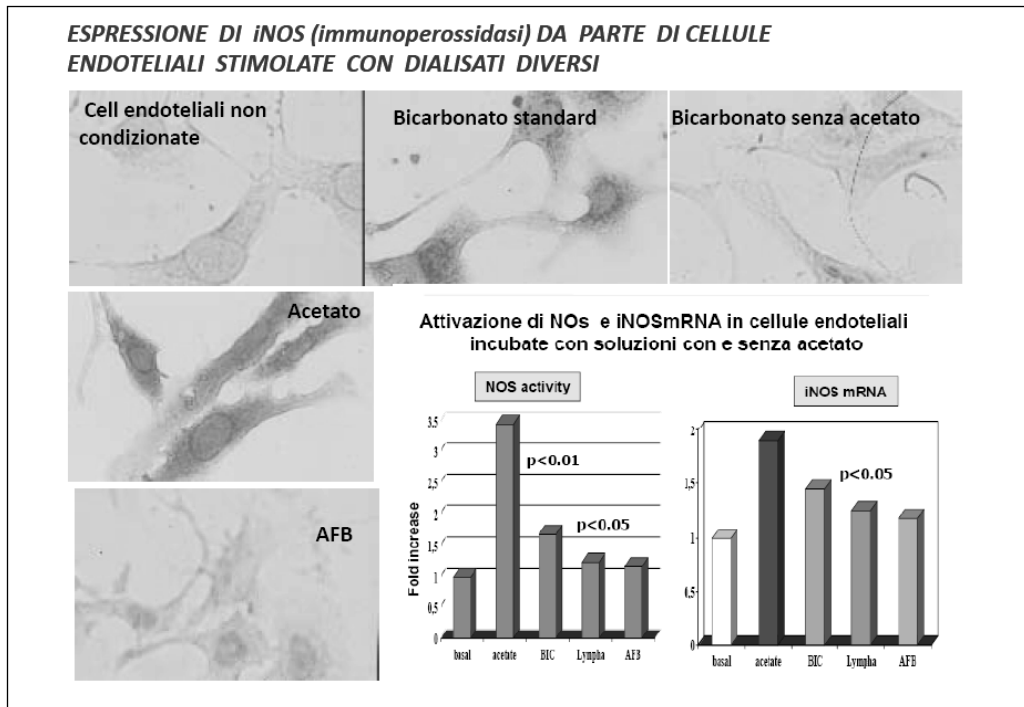 ESPRESSIONE DI iNOS (immunoperossidasi) DA PARTE DI CELLULE
ENDOTELIALI STIMOLATE CON DIALISATI DIVERSI
Cell endoteliali non
condizionate
Bicarbonato standard
Bicarbonato senza acetato
Acetato
AFB
Attivazione di NOs e iNOSmRNA in cellule endoteliali
incubate con soluzioni con e senza acetato
NOS activity
Fold increase
3.5
3
2,5
2
1,5
1
0,5
0
p<0.01
p<0.05
basal acetate BIC Lympha AFB
iNOS mRNA
2
1,5
1
0,5
0
p<0.05
basal acetate BIC Lympha AFB